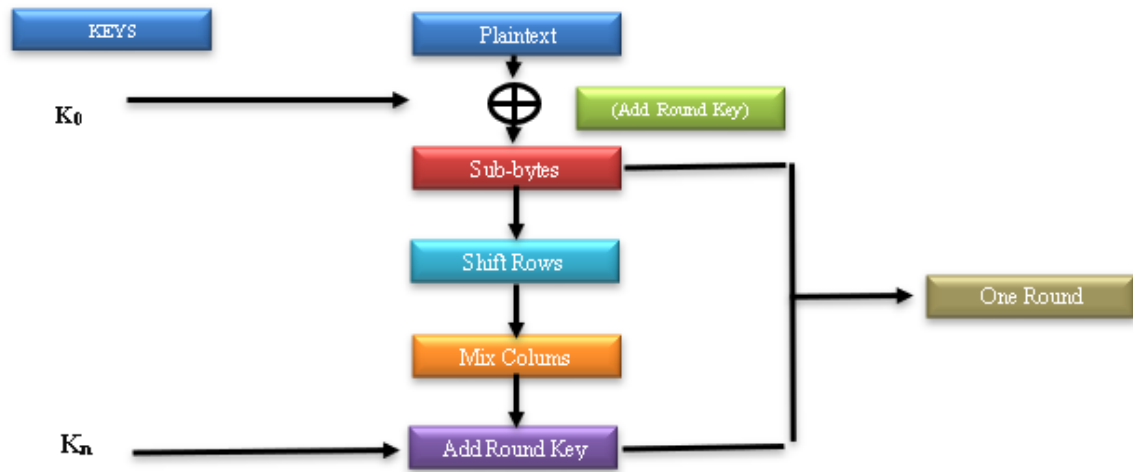 KEYS
Plaintext
K₀
(Add Round Key)
Sub-bytes
Shift Rows
One Round
Mix Colums
Kₙ
Add Round Key